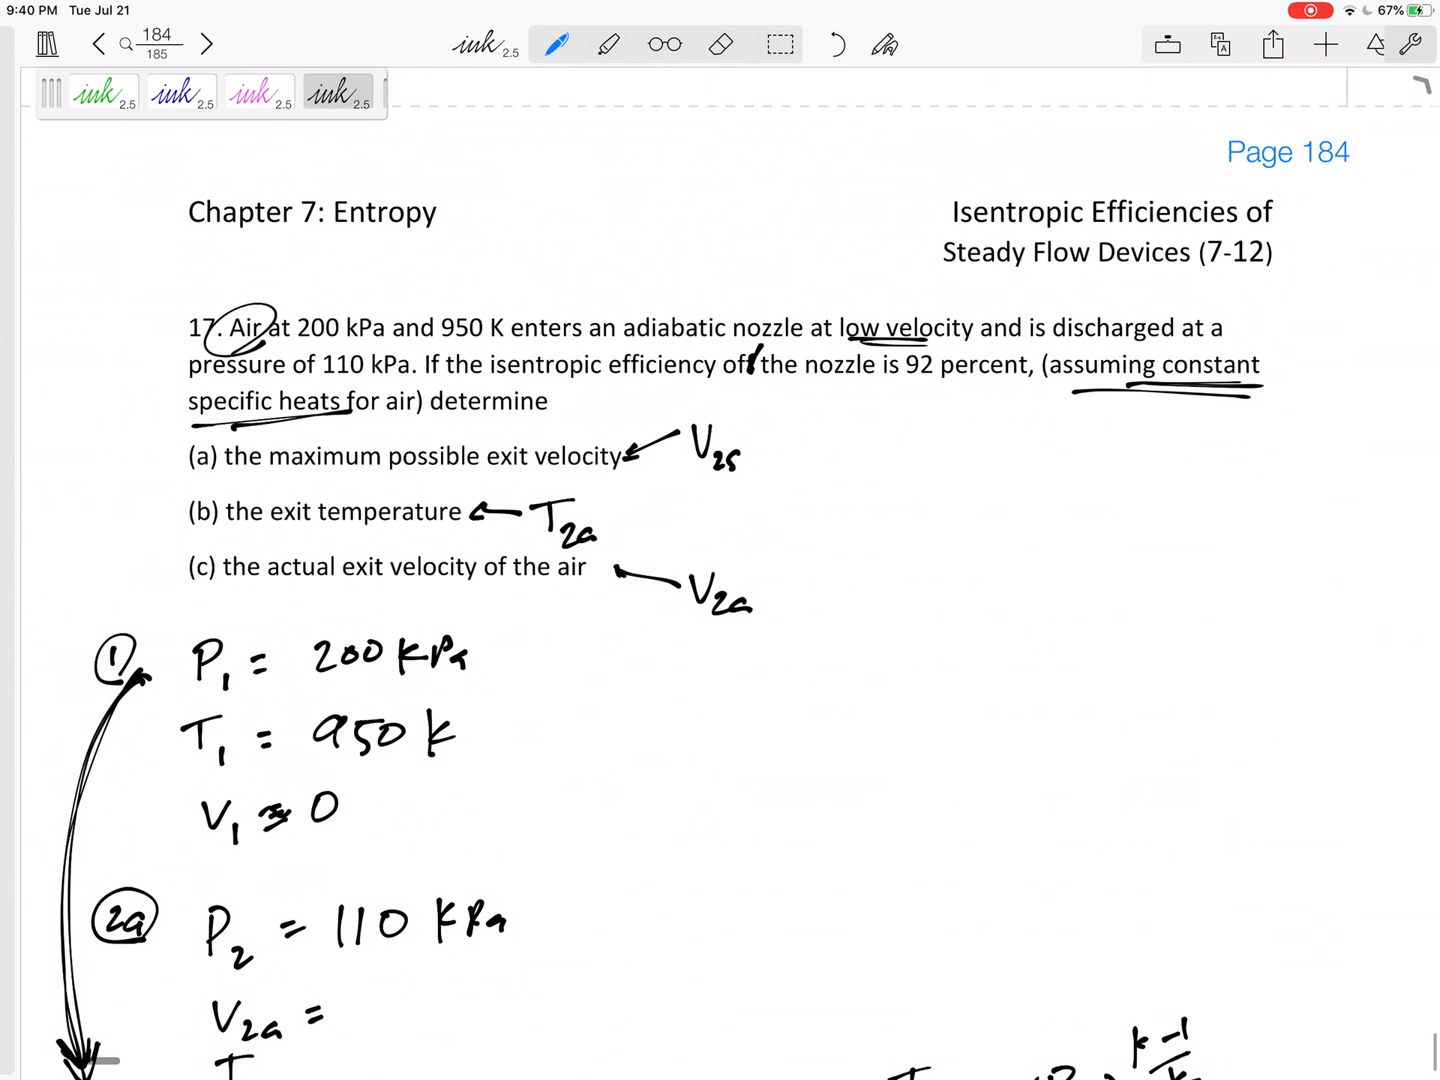 9:40 PM Tue Jul 21
67%
184
185
ink 2.5
ink 2.5 ink 2.5 ink 2.5 ink 2.5
Page 184
Chapter 7: Entropy
Isentropic Efficiencies of
Steady Flow Devices (7-12)
17. Air at 200 kPa and 950 K enters an adiabatic nozzle at low velocity and is discharged at a
pressure of 110 kPa. If the isentropic efficiency off the nozzle is 92 percent, (assuming constant
specific heats for air) determine
(a) the maximum possible exit velocity V2s
(b) the exit temperature T2a
(c) the actual exit velocity of the air V2a
1 P1 = 200 kPa
T1 = 950 K
V1 ≈ 0
2a P2 = 110 kPa
V2a =
T
k-1
k